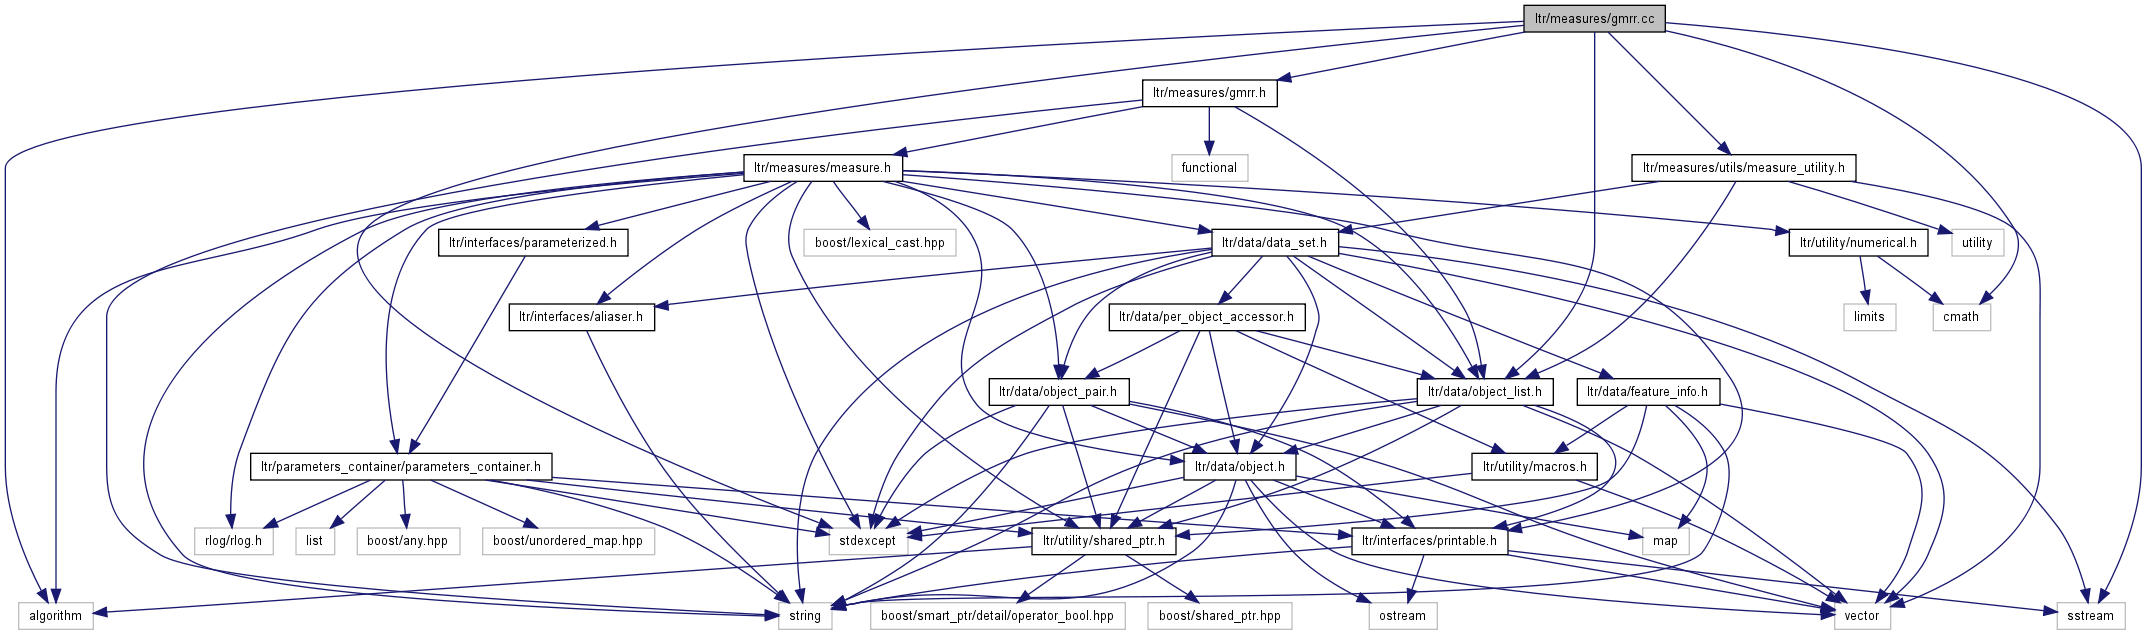 ltr/measures/gmrr.cc
ltr/measures/gmrr.h
ltr/measures/measure.h
functional
ltr/measures/utils/measure_utility.h
ltr/interfaces/parameterized.h
boost/lexical_cast.hpp
ltr/data/data_set.h
ltr/utility/numerical.h
utility
ltr/interfaces/aliaser.h
ltr/data/per_object_accessor.h
limits
cmath
ltr/data/object_pair.h
ltr/data/object_list.h
ltr/data/feature_info.h
ltr/parameters_container/parameters_container.h
ltr/data/object.h
ltr/utility/macros.h
rlog/rlog.h
list
boost/any.hpp
boost/unordered_map.hpp
stdexcept
ltr/utility/shared_ptr.h
ltr/interfaces/printable.h
map
algorithm
string
boost/smart_ptr/detail/operator_bool.hpp
boost/shared_ptr.hpp
ostream
vector
sstream